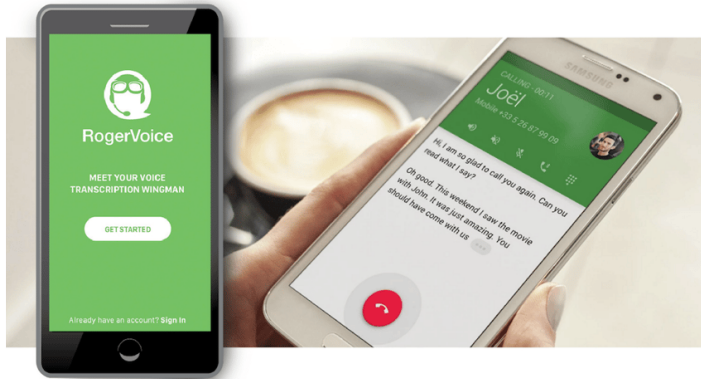 RogerVoice
MEET YOUR VOICE
TRANSCRIPTION WINGMAN
GET STARTED
Already have an account? Sign In
SAMSUNG
CALLING - 00:11
Joël
Mobile +33 5 26 87 99 09
Hi, I am so glad to call you again. Can you
read what I say?
Oh good. This weekend I saw the movie
with John. It was just amazing. You
should have come with us